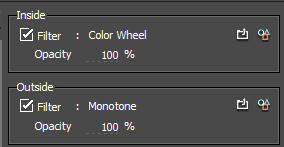 Inside
Filter : Color Wheel
Opacity 100 %
Outside
Filter : Monotone
Opacity 100 %